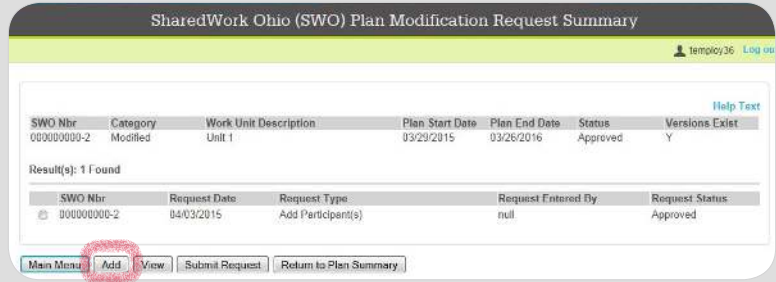 SharedWork Ohio (SWO) Plan Modification Request Summary
temploy36 Log ou
Help Text
SWO Nbr Category Work Unit Description Plan Start Date Plan End Date Status Versions Exist
000000000-2 Modified Unit 1 03/29/2015 03/26/2016 Approved Y
Result(s): 1 Found
SWO Nbr Request Date Request Type Request Entered By Request Status
000000000-2 04/03/2015 Add Participant(s) null Approved
Main Menu Add View Submit Request Return to Plan Summary